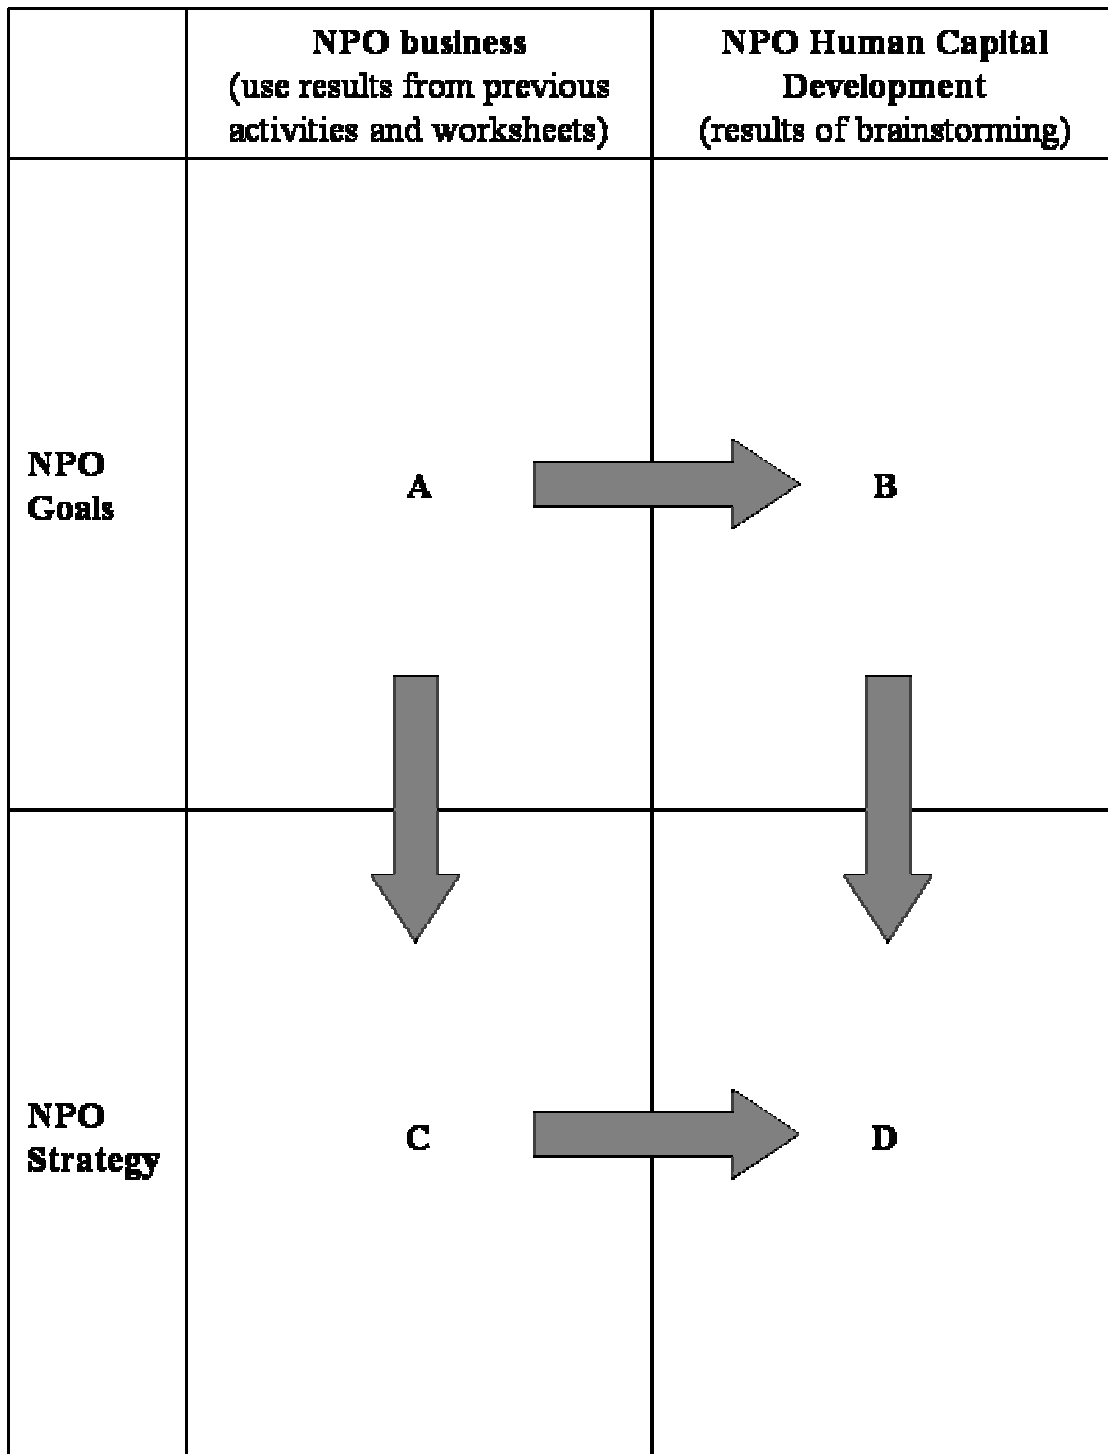 NPO business
(use results from previous
activities and worksheets)
NPO Human Capital
Development
(results of brainstorming)
NPO
Goals
A
B
NPO
Strategy
C
D